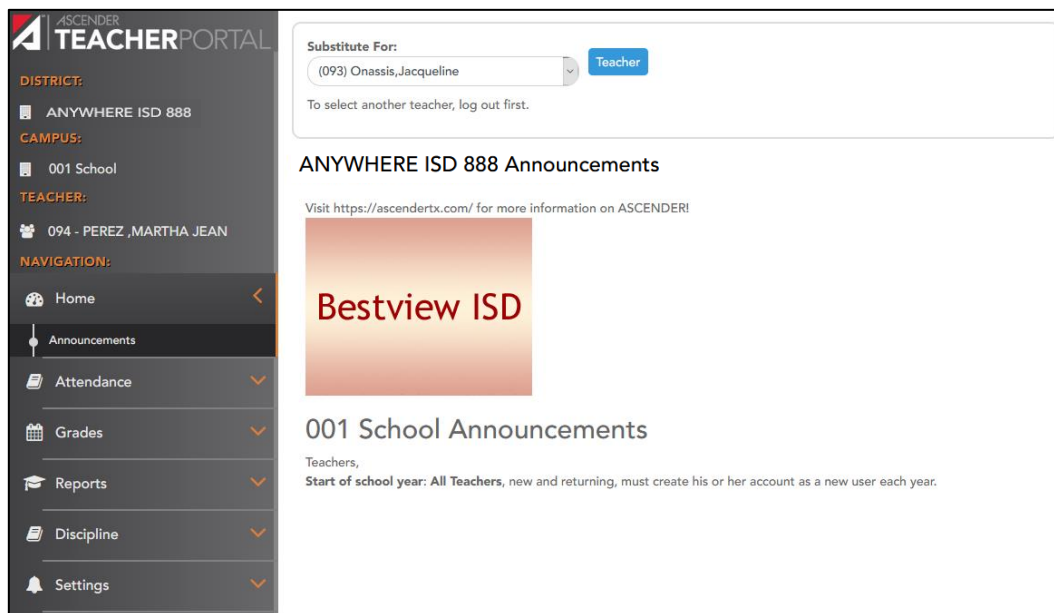 ASCENDER
TEACHERPORTAL
DISTRICT:
ANYWHERE ISD 888
CAMPUS:
001 School
TEACHER:
094 - PEREZ ,MARTHA JEAN
NAVIGATION:
Home
Announcements
Attendance
Grades
Reports
Discipline
Settings
Substitute For:
(093) Onassis,Jacqueline
Teacher
To select another teacher, log out first.
ANYWHERE ISD 888 Announcements
Visit https://ascendertx.com/ for more information on ASCENDER!
Bestview ISD
001 School Announcements
Teachers,
Start of school year: All Teachers, new and returning, must create his or her account as a new user each year.